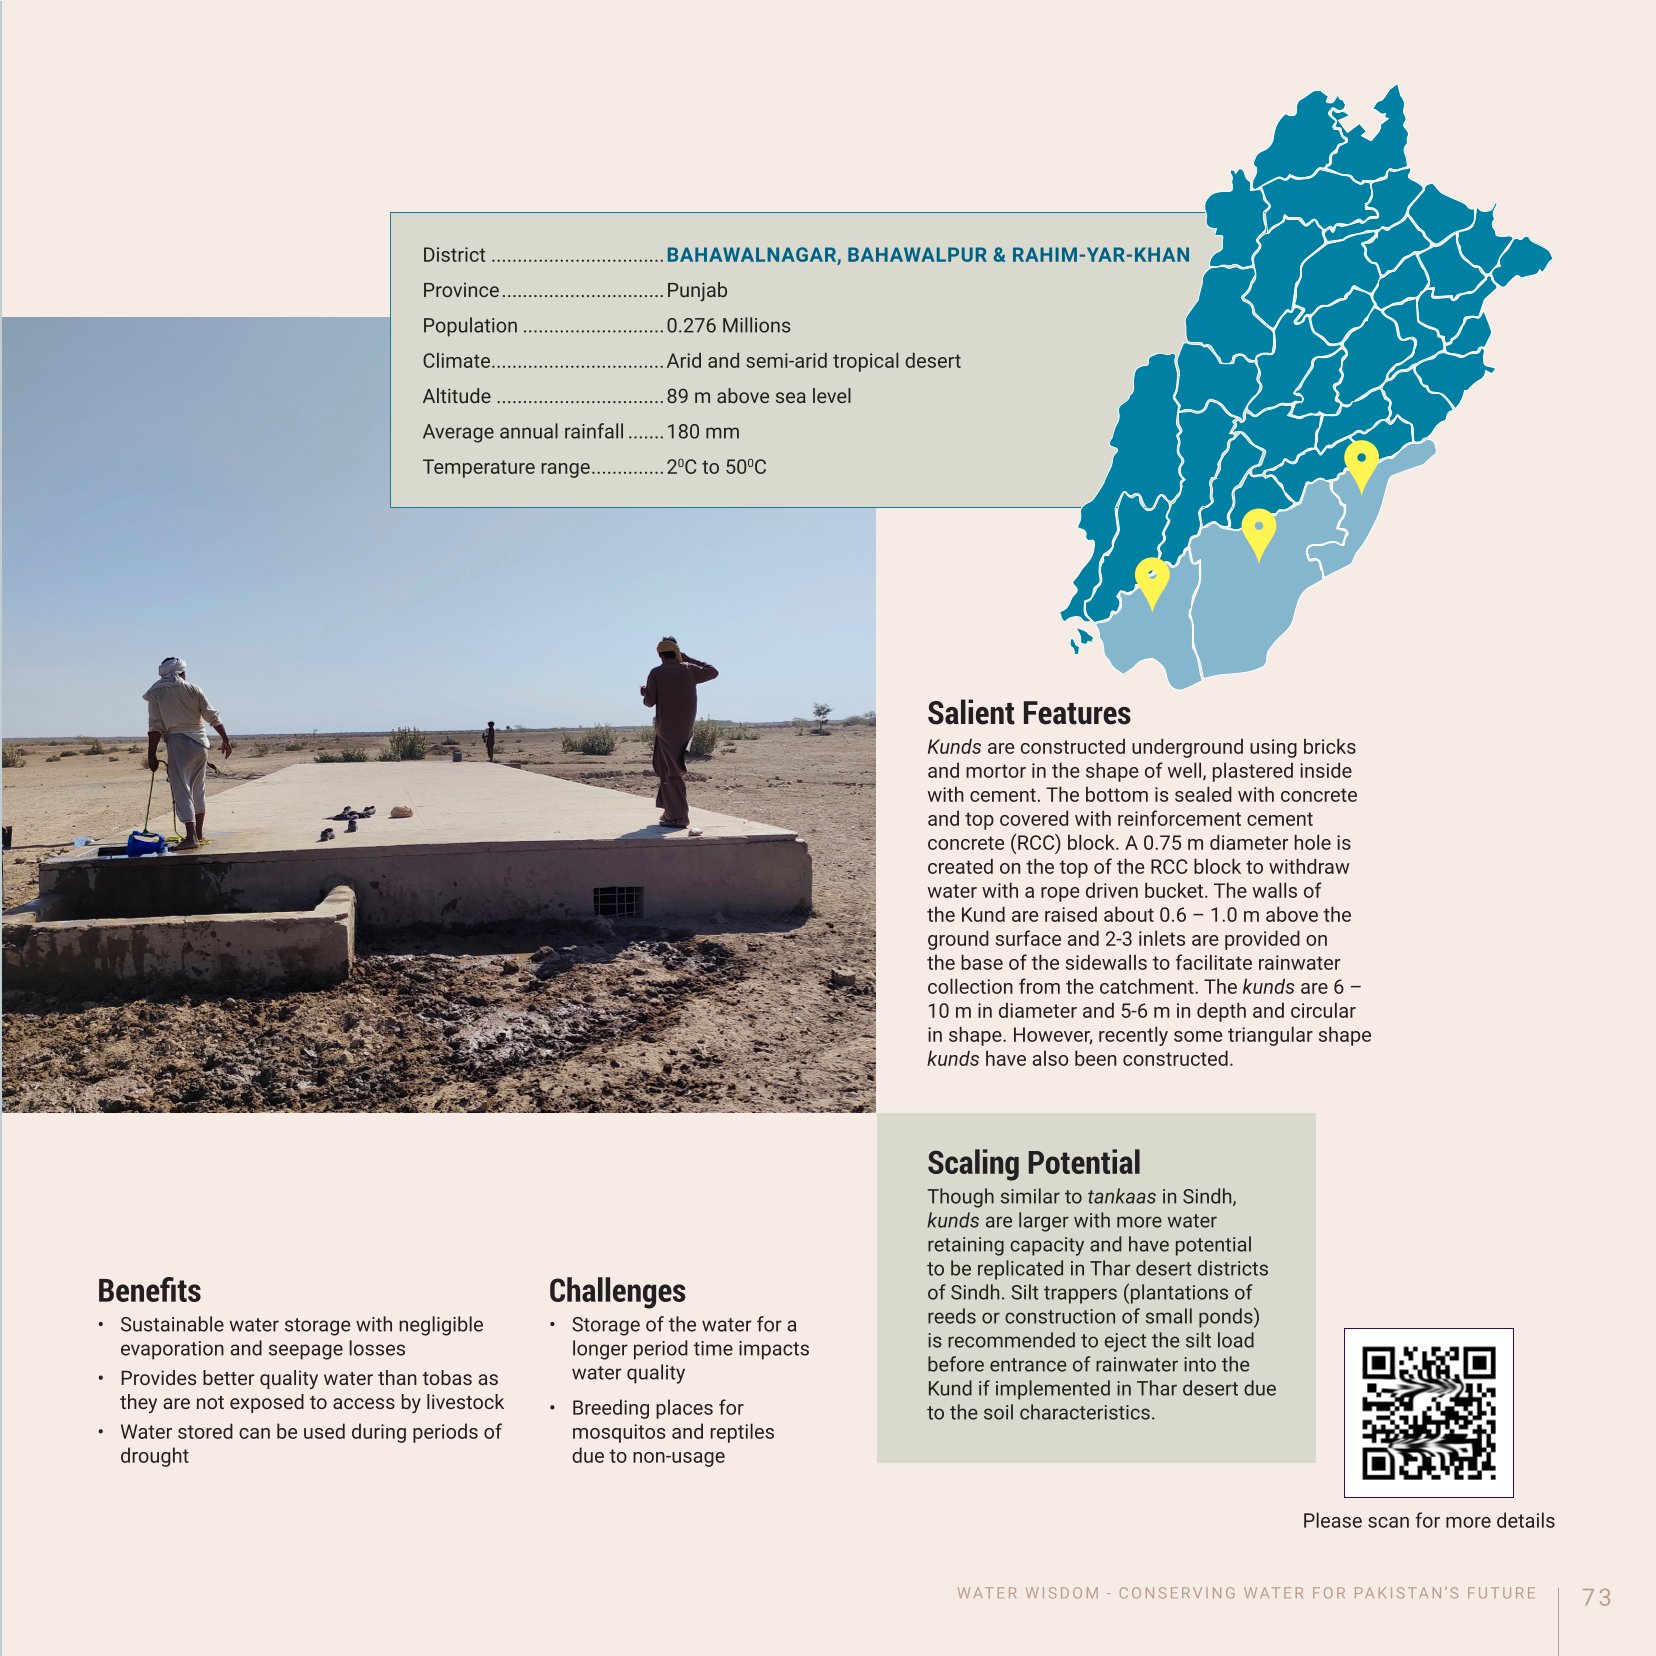 District ................................. BAHAWALNAGAR, BAHAWALPUR & RAHIM-YAR-KHAN
Province............................... Punjab
Population ........................... 0.276 Millions
Climate................................. Arid and semi-arid tropical desert
Altitude ................................ 89 m above sea level
Average annual rainfall ....... 180 mm
Temperature range.............. 2⁰C to 50⁰C
Salient Features
Kunds are constructed underground using bricks
and mortor in the shape of well, plastered inside
with cement. The bottom is sealed with concrete
and top covered with reinforcement cement
concrete (RCC) block. A 0.75 m diameter hole is
created on the top of the RCC block to withdraw
water with a rope driven bucket. The walls of
the Kund are raised about 0.6 – 1.0 m above the
ground surface and 2-3 inlets are provided on
the base of the sidewalls to facilitate rainwater
collection from the catchment. The kunds are 6 –
10 m in diameter and 5-6 m in depth and circular
in shape. However, recently some triangular shape
kunds have also been constructed.
Scaling Potential
Though similar to tankaas in Sindh,
kunds are larger with more water
retaining capacity and have potential
to be replicated in Thar desert districts
of Sindh. Silt trappers (plantations of
reeds or construction of small ponds)
is recommended to eject the silt load
before entrance of rainwater into the
Kund if implemented in Thar desert due
to the soil characteristics.
Benefits
• Sustainable water storage with negligible
evaporation and seepage losses
• Provides better quality water than tobas as
they are not exposed to access by livestock
• Water stored can be used during periods of
drought
Challenges
• Storage of the water for a
longer period time impacts
water quality
• Breeding places for
mosquitos and reptiles
due to non-usage
Please scan for more details
WATER WISDOM - CONSERVING WATER FOR PAKISTAN'S FUTURE
73